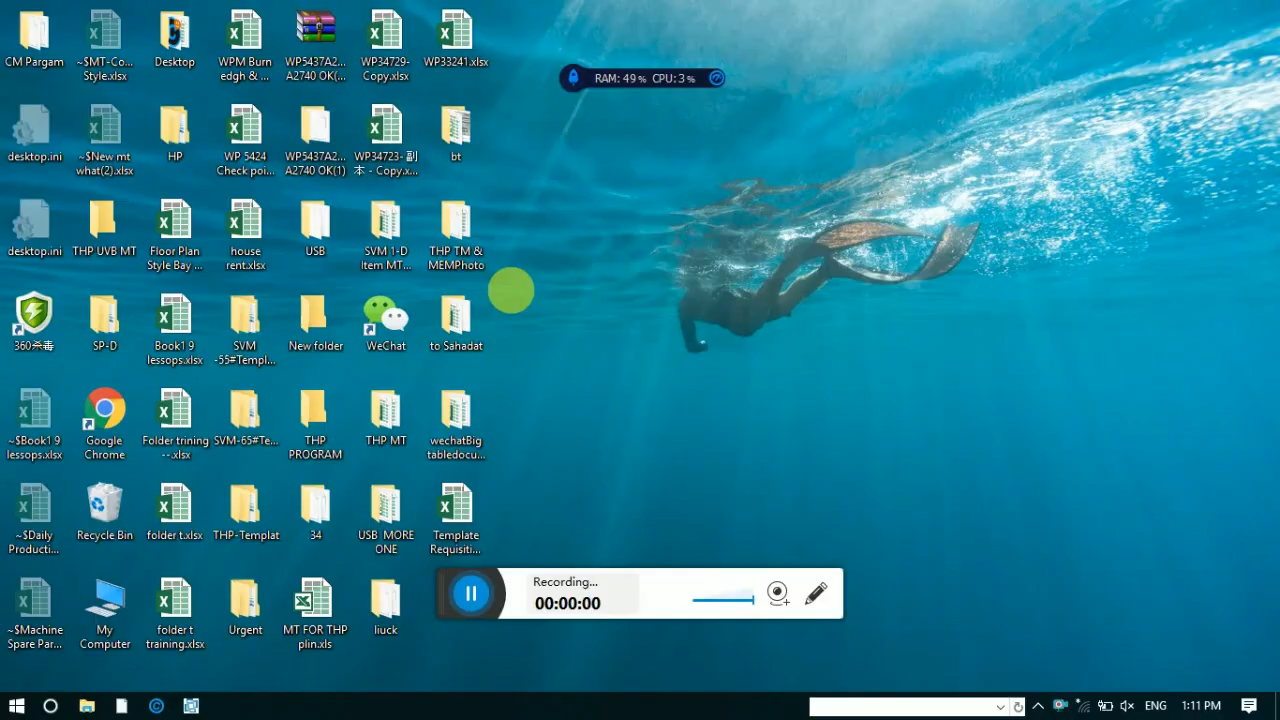 RAM: 49% CPU: 3%
CM Pargam
~$MT-Co...
Style.xlsx
Desktop
WPM Burn
edgh & ...
WP5437A2...
A2740 OK(...
WP34729-
Copy.xlsx
WP33241.xlsx
desktop.ini
~$New mt
what(2).xlsx
HP
WP 5424
Check poi...
WP5437A2...
A2740 OK(1)
WP34723- 副
本 - Copy.x...
bt
desktop.ini
THP UVB MT
Floor Plan
Style Bay ...
house
rent.xlsx
USB
SVM 1-D
Item MT...
THP TM &
MEMPhoto
360杀毒
SP-D
Book1 9
lessops.xlsx
SVM
-55#Templ...
New folder
WeChat
to Sahadat
~$Book1 9
lessops.xlsx
Google
Chrome
Folder trining
--.xlsx
SVM-65#Te...
THP
PROGRAM
THP MT
wechatBig
tabledocu...
~$Daily
Producti...
Recycle Bin
folder t.xlsx
THP-Templat
34
USB MORE
ONE
Template
Requisiti...
~$Machine
Spare Par...
My
Computer
folder t
training.xlsx
Urgent
MT FOR THP
plin.xls
liuck
Recording...
00:00:00
ENG
1:11 PM